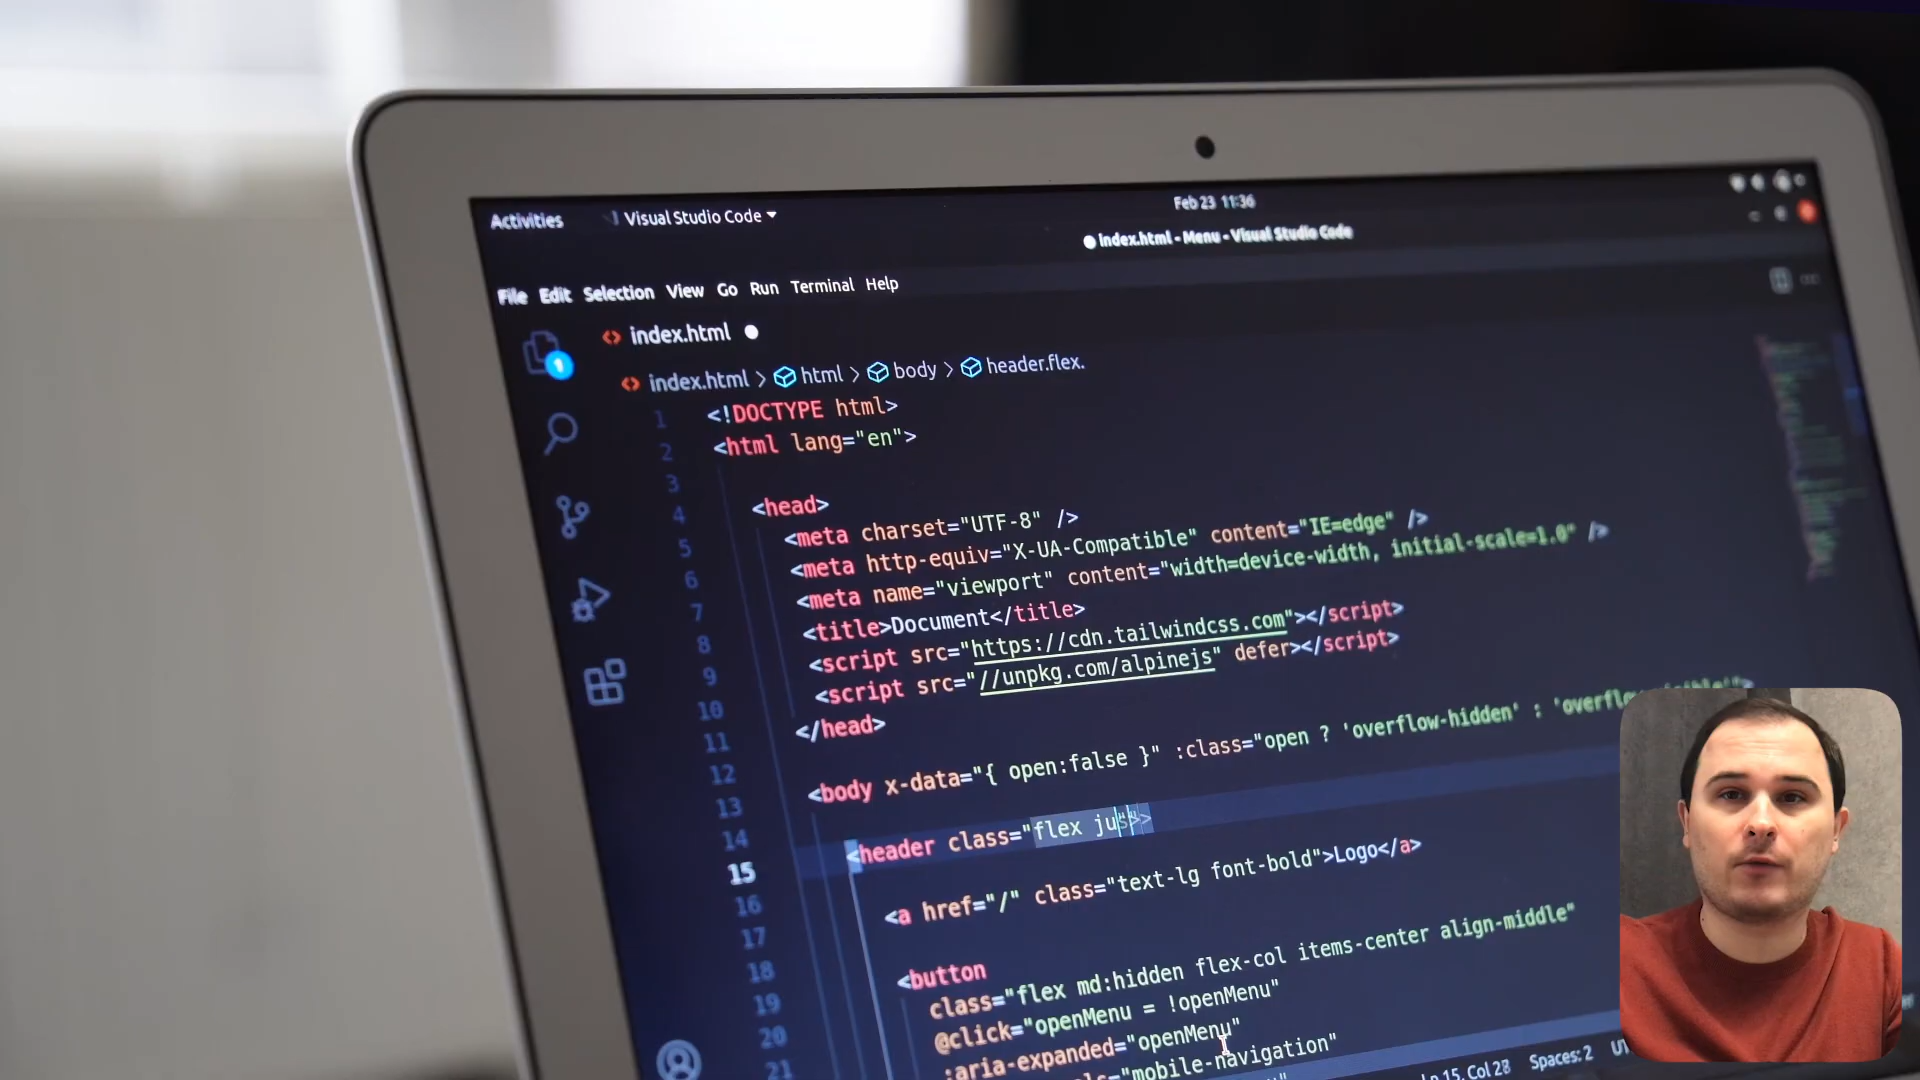 Activities
Visual Studio Code
Feb 23 11:36
index.html - Menu - Visual Studio Code
File Edit Selection View Go Run Terminal Help
index.html
1
index.html > html > body > header.flex.
1 <!DOCTYPE html>
2 <html lang="en">
3
4 <head>
5 <meta charset="UTF-8" />
6 <meta http-equiv="X-UA-Compatible" content="IE=edge" />
7 <meta name="viewport" content="width=device-width, initial-scale=1.0" />
8 <title>Document</title>
9 <script src="https://cdn.tailwindcss.com"></script>
10 <script src="//unpkg.com/alpinejs" defer></script>
11 </head>
12
13 <body x-data="{ open:false }" :class="open ? 'overflow-hidden' :
14
15 <header class="flex jus">
16
17 <a href="/" class="text-lg font-bold">Logo</a>
18
19 <button
20 class="flex md:hidden flex-col items-center align-middle"
21 @click="openMenu = !openMenu"
:aria-expanded="openMenu"
"mobile-navigation"
Ln 15, Col 28 Spaces: 2